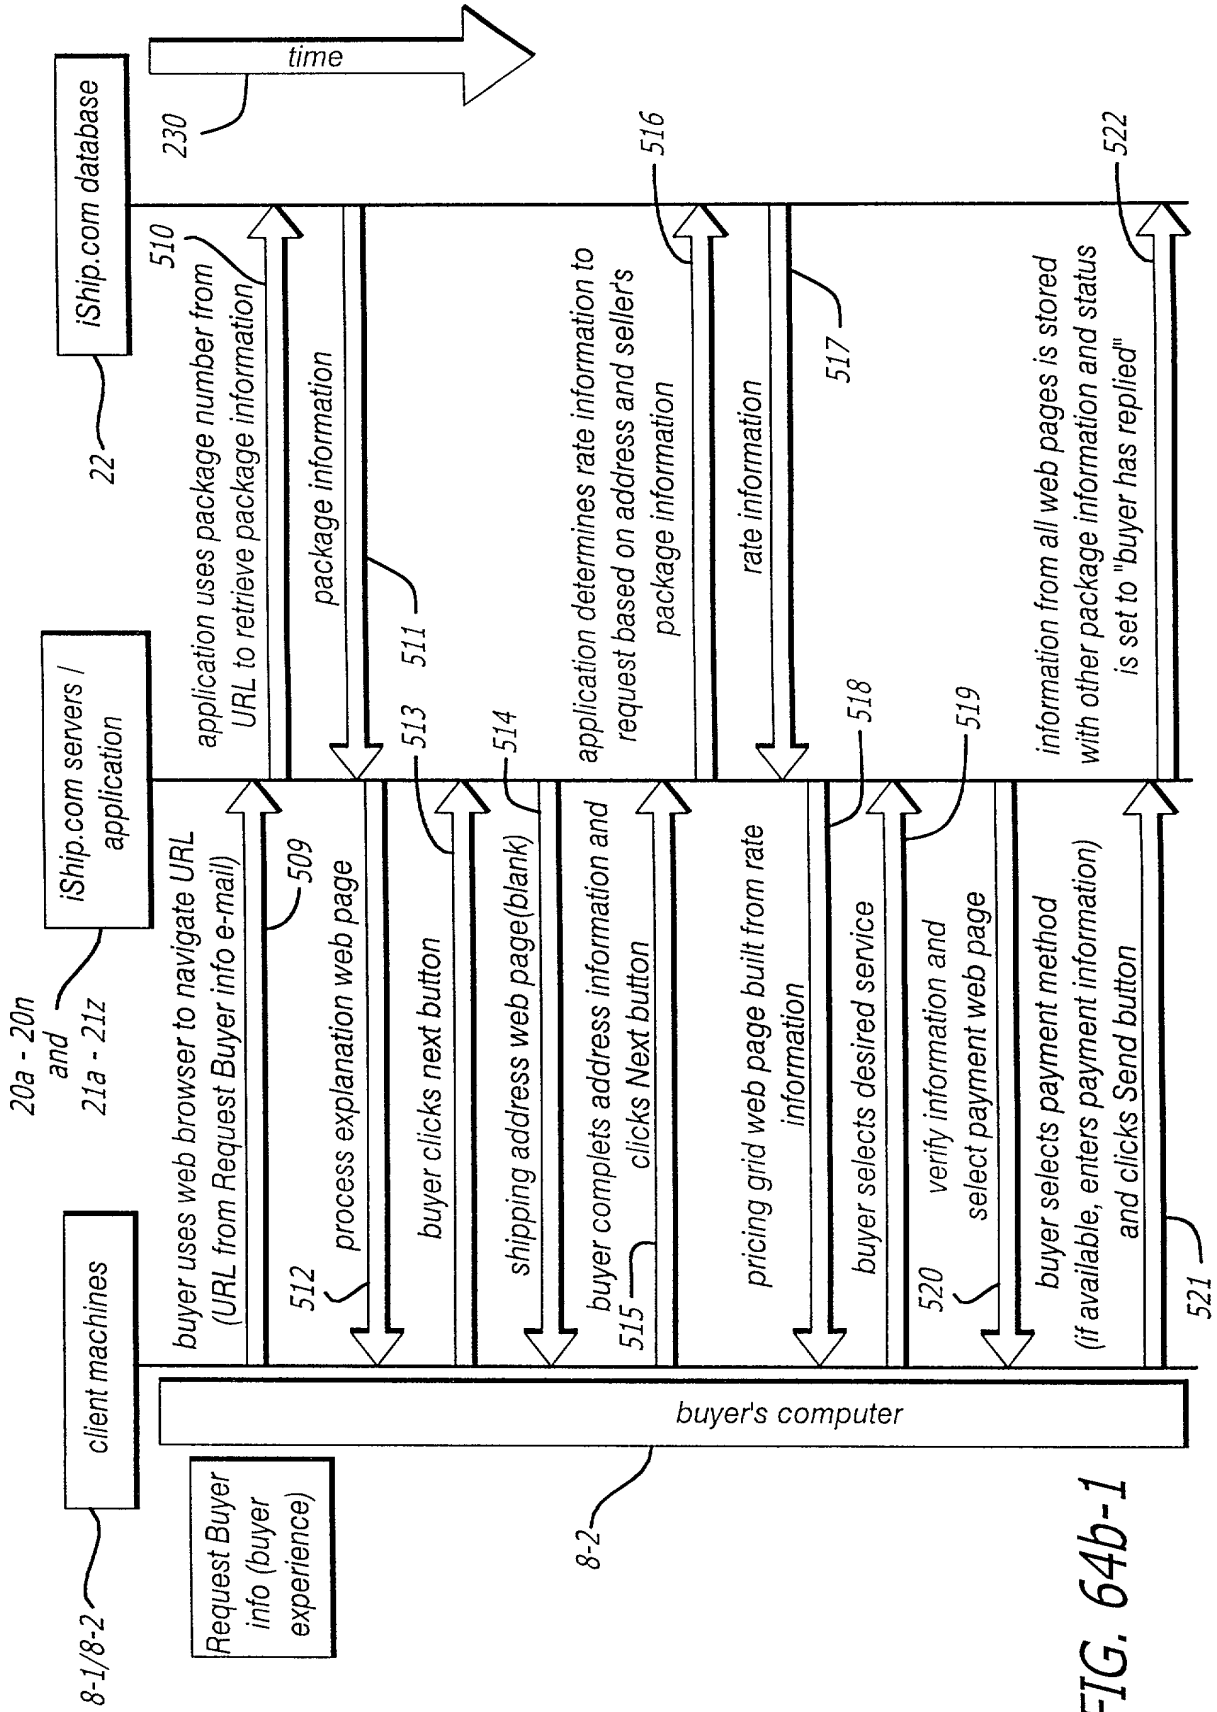 8-1/8-2
client machines
20a - 20n
and
21a - 21z
iShip.com servers /
application
22
iShip.com database
Request Buyer
info (buyer
experience)
buyer's computer
8-2
time
230
buyer uses web browser to navigate URL
(URL from Request Buyer info e-mail)
509
application uses package number from
URL to retrieve package information
510
package information
511
512
process explanation web page
buyer clicks next button
513
shipping address web page(blank)
514
buyer complets address information and
clicks Next button
515
application determines rate information to
request based on address and seller's
package information
516
rate information
517
pricing grid web page built from rate
information
518
buyer selects desired service
519
520
verify information and
select payment web page
buyer selects payment method
(if available, enters payment information)
and clicks Send button
521
information from all web pages is stored
with other package information and status
is set to "buyer has replied"
522
FIG. 64b-1